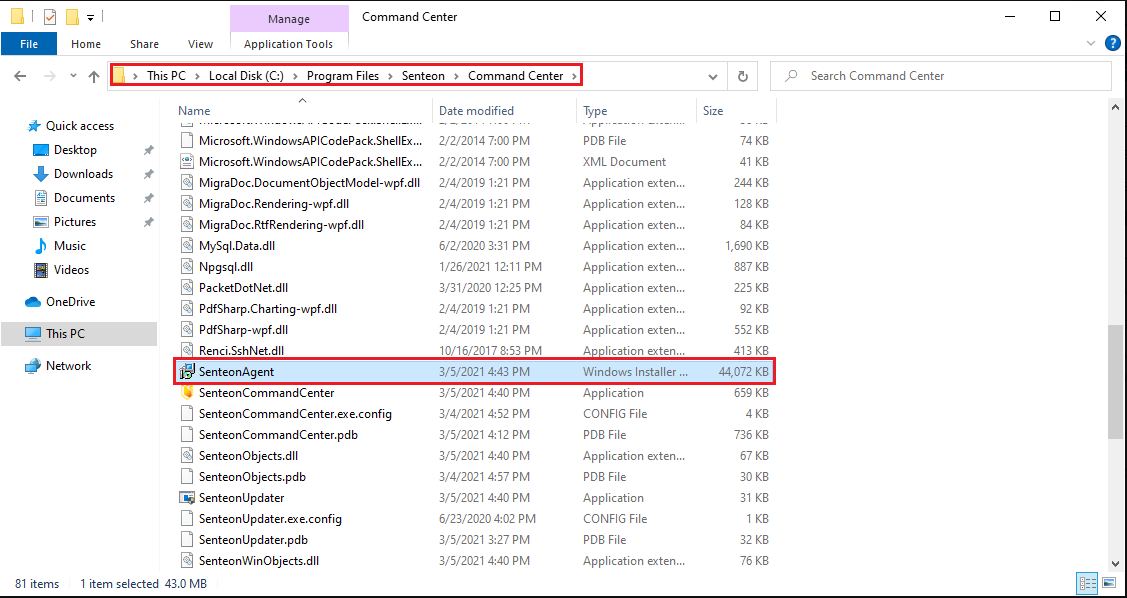 Manage
Command Center
File
Home
Share
View
Application Tools
This PC
Local Disk (C:)
Program Files
Senteon
Command Center
Search Command Center
Name
Date modified
Type
Size
Quick access
Desktop
Downloads
Documents
Pictures
Music
Videos
OneDrive
This PC
Network
Microsoft.WindowsAPICodePack.ShellEx... 2/2/2014 7:00 PM PDB File 74 KB
Microsoft.WindowsAPICodePack.ShellEx... 2/2/2014 7:00 PM XML Document 41 KB
MigraDoc.DocumentObjectModel-wpf.dll 2/4/2019 1:21 PM Application exten... 244 KB
MigraDoc.Rendering-wpf.dll 2/4/2019 1:21 PM Application exten... 128 KB
MigraDoc.RtfRendering-wpf.dll 2/4/2019 1:21 PM Application exten... 84 KB
MySql.Data.dll 6/2/2020 3:31 PM Application exten... 1,690 KB
Npgsql.dll 1/26/2021 12:11 PM Application exten... 887 KB
PacketDotNet.dll 3/31/2020 12:25 PM Application exten... 225 KB
PdfSharp.Charting-wpf.dll 2/4/2019 1:21 PM Application exten... 92 KB
PdfSharp-wpf.dll 2/4/2019 1:21 PM Application exten... 552 KB
Renci.SshNet.dll 10/16/2017 8:53 PM Application exten... 413 KB
SenteonAgent 3/5/2021 4:43 PM Windows Installer ... 44,072 KB
SenteonCommandCenter 3/5/2021 4:40 PM Application 659 KB
SenteonCommandCenter.exe.config 3/4/2021 4:52 PM CONFIG File 4 KB
SenteonCommandCenter.pdb 3/5/2021 4:12 PM PDB File 736 KB
SenteonObjects.dll 3/5/2021 4:40 PM Application exten... 67 KB
SenteonObjects.pdb 3/4/2021 4:57 PM PDB File 30 KB
SenteonUpdater 3/5/2021 4:40 PM Application 31 KB
SenteonUpdater.exe.config 6/23/2020 4:02 PM CONFIG File 1 KB
SenteonUpdater.pdb 3/5/2021 3:27 PM PDB File 32 KB
SenteonWinObjects.dll 3/5/2021 4:40 PM Application exten... 76 KB
81 items
1 item selected 43.0 MB